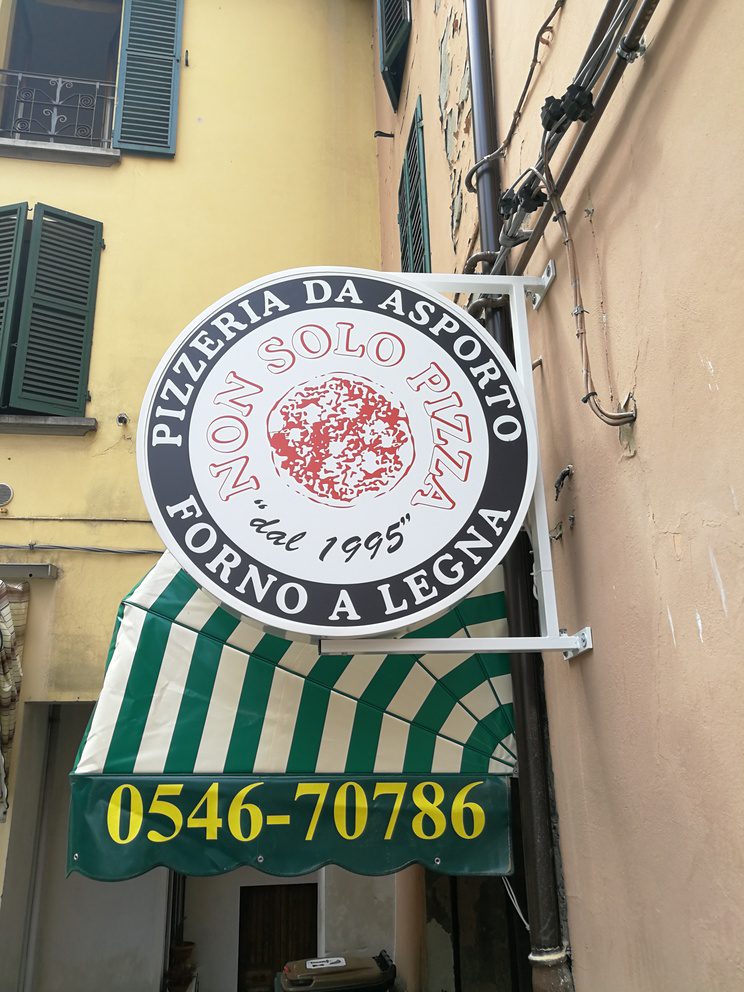 PIZZERIA DA ASPORTO
NON SOLO PIZZA
"dal 1995"
FORNO A LEGNA
0546-70786